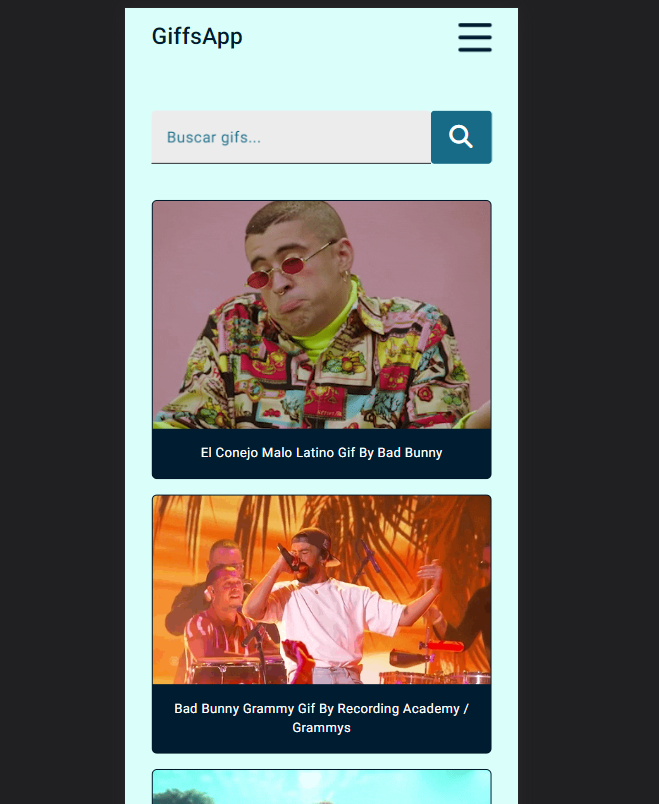 GiffsApp
Buscar gifs...
El Conejo Malo Latino Gif By Bad Bunny
Bad Bunny Grammy Gif By Recording Academy /
Grammys